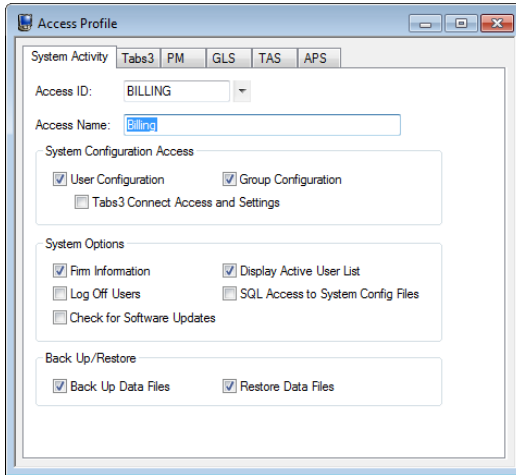 Access Profile
System Activity Tabs3 PM GLS TAS APS
Access ID: BILLING
Access Name: Billing
System Configuration Access
User Configuration Group Configuration
Tabs3 Connect Access and Settings
System Options
Firm Information Display Active User List
Log Off Users SQL Access to System Config Files
Check for Software Updates
Back Up/Restore
Back Up Data Files Restore Data Files